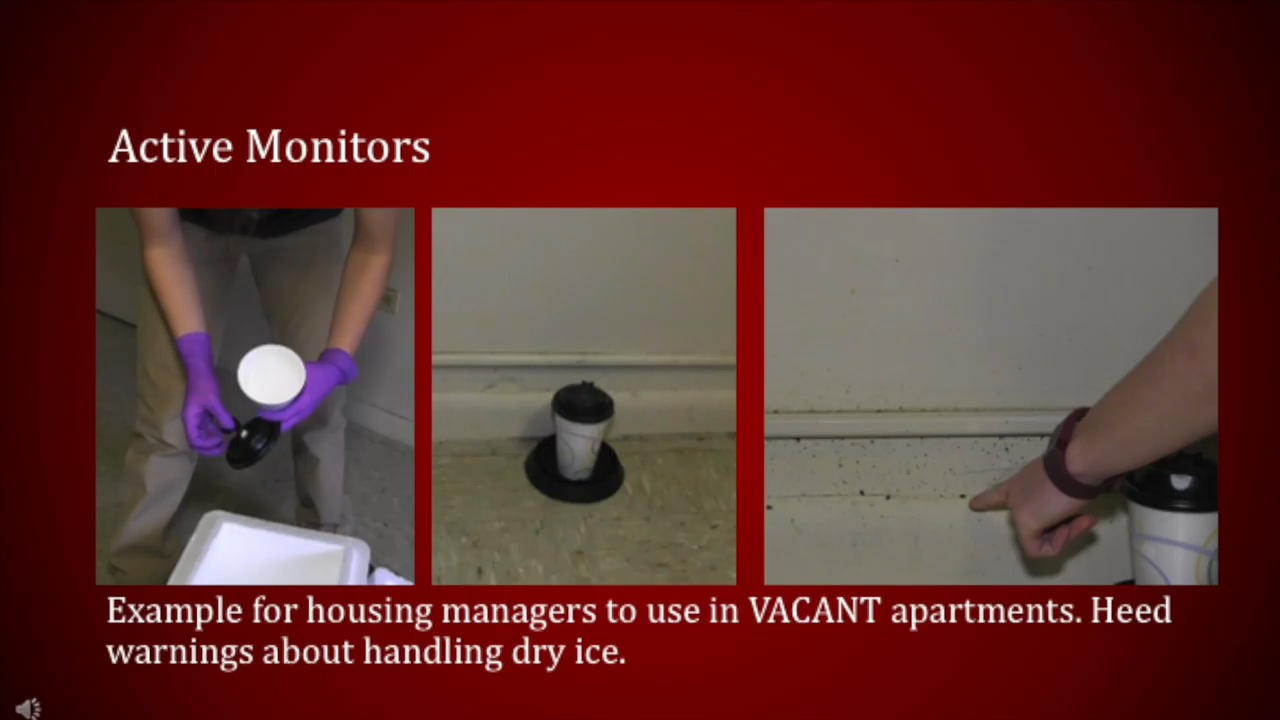 Active Monitors
Example for housing managers to use in VACANT apartments. Heed
warnings about handling dry ice.